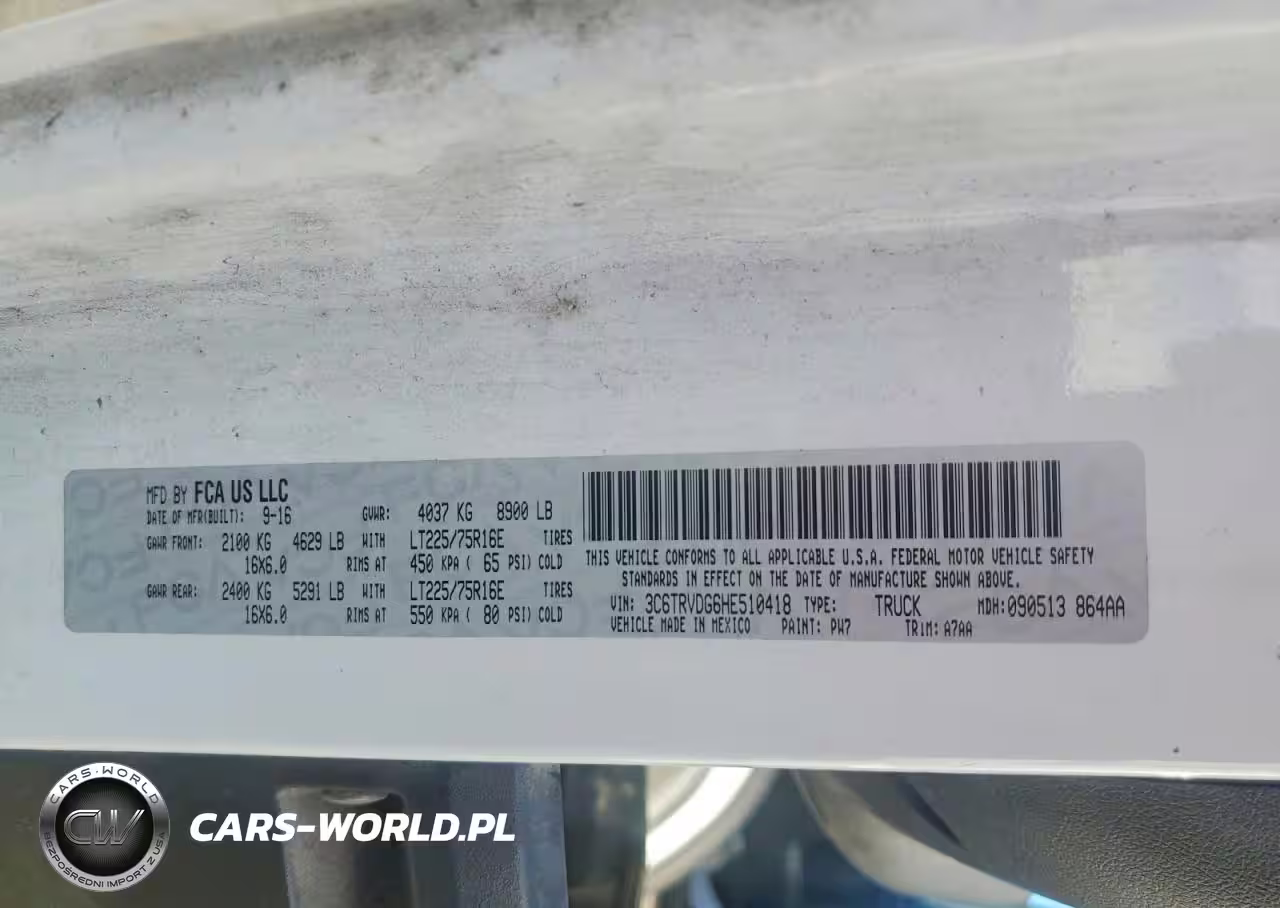 MFD BY FCA US LLC
DATE OF MFR(BUILT): 9-16 GVWR: 4037 KG 8900 LB
GAWR FRONT: 2100 KG 4629 LB WITH LT225/75R16E TIRES
16X6.0 RIMS AT 450 KPA ( 65 PSI) COLD
GAWR REAR: 2400 KG 5291 LB WITH LT225/75R16E TIRES
16X6.0 RIMS AT 550 KPA ( 80 PSI) COLD
THIS VEHICLE CONFORMS TO ALL APPLICABLE U.S.A. FEDERAL MOTOR VEHICLE SAFETY
STANDARDS IN EFFECT ON THE DATE OF MANUFACTURE SHOWN ABOVE.
VIN: 3C6TRVDG6HE510418 TYPE: TRUCK MDH:090513 864AA
VEHICLE MADE IN MEXICO PAINT: PW7 TRIM: A7AA
CARS-WORLD
CW
BEZPOŚREDNI IMPORT Z USA
CARS-WORLD.PL